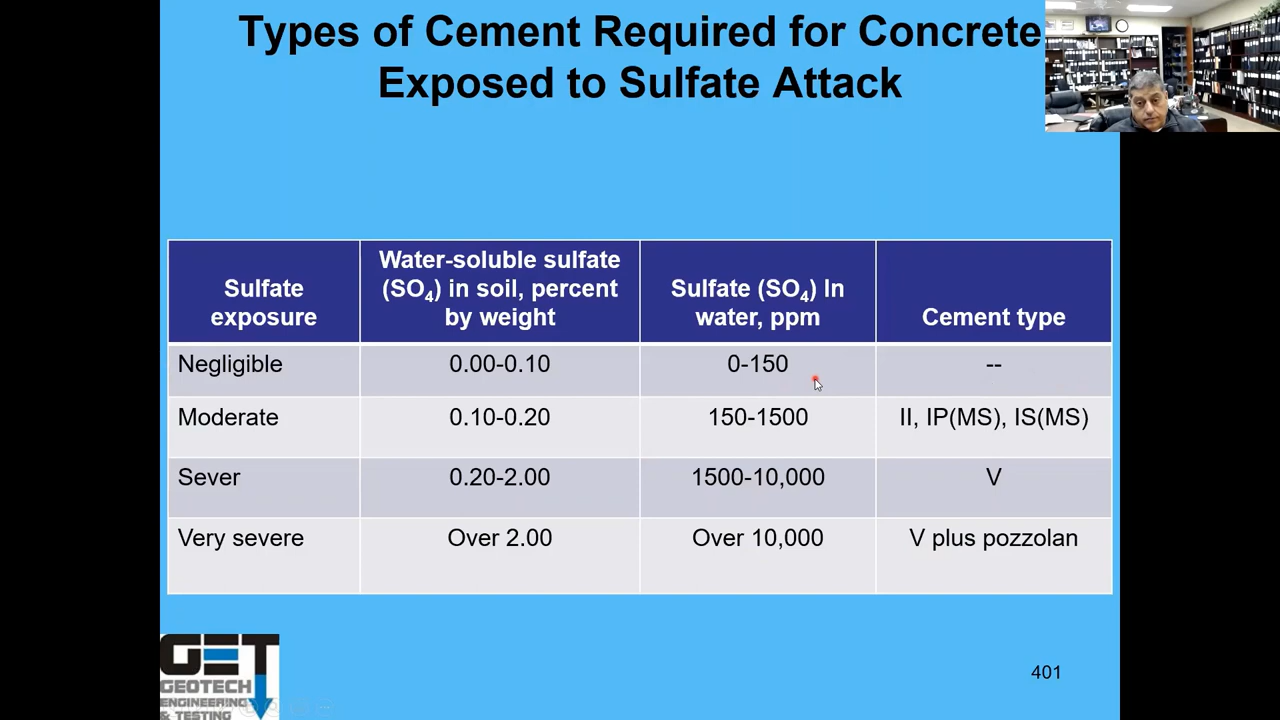 Types of Cement Required for Concrete
Exposed to Sulfate Attack
Sulfate
exposure
Water-soluble sulfate
(SO4) in soil, percent
by weight
Sulfate (SO4) In
water, ppm
Cement type
Negligible
0.00-0.10
0-150
--
Moderate
0.10-0.20
150-1500
II, IP(MS), IS(MS)
Sever
0.20-2.00
1500-10,000
V
Very severe
Over 2.00
Over 10,000
V plus pozzolan
GET
GEOTECH
ENGINEERING
& TESTING
401